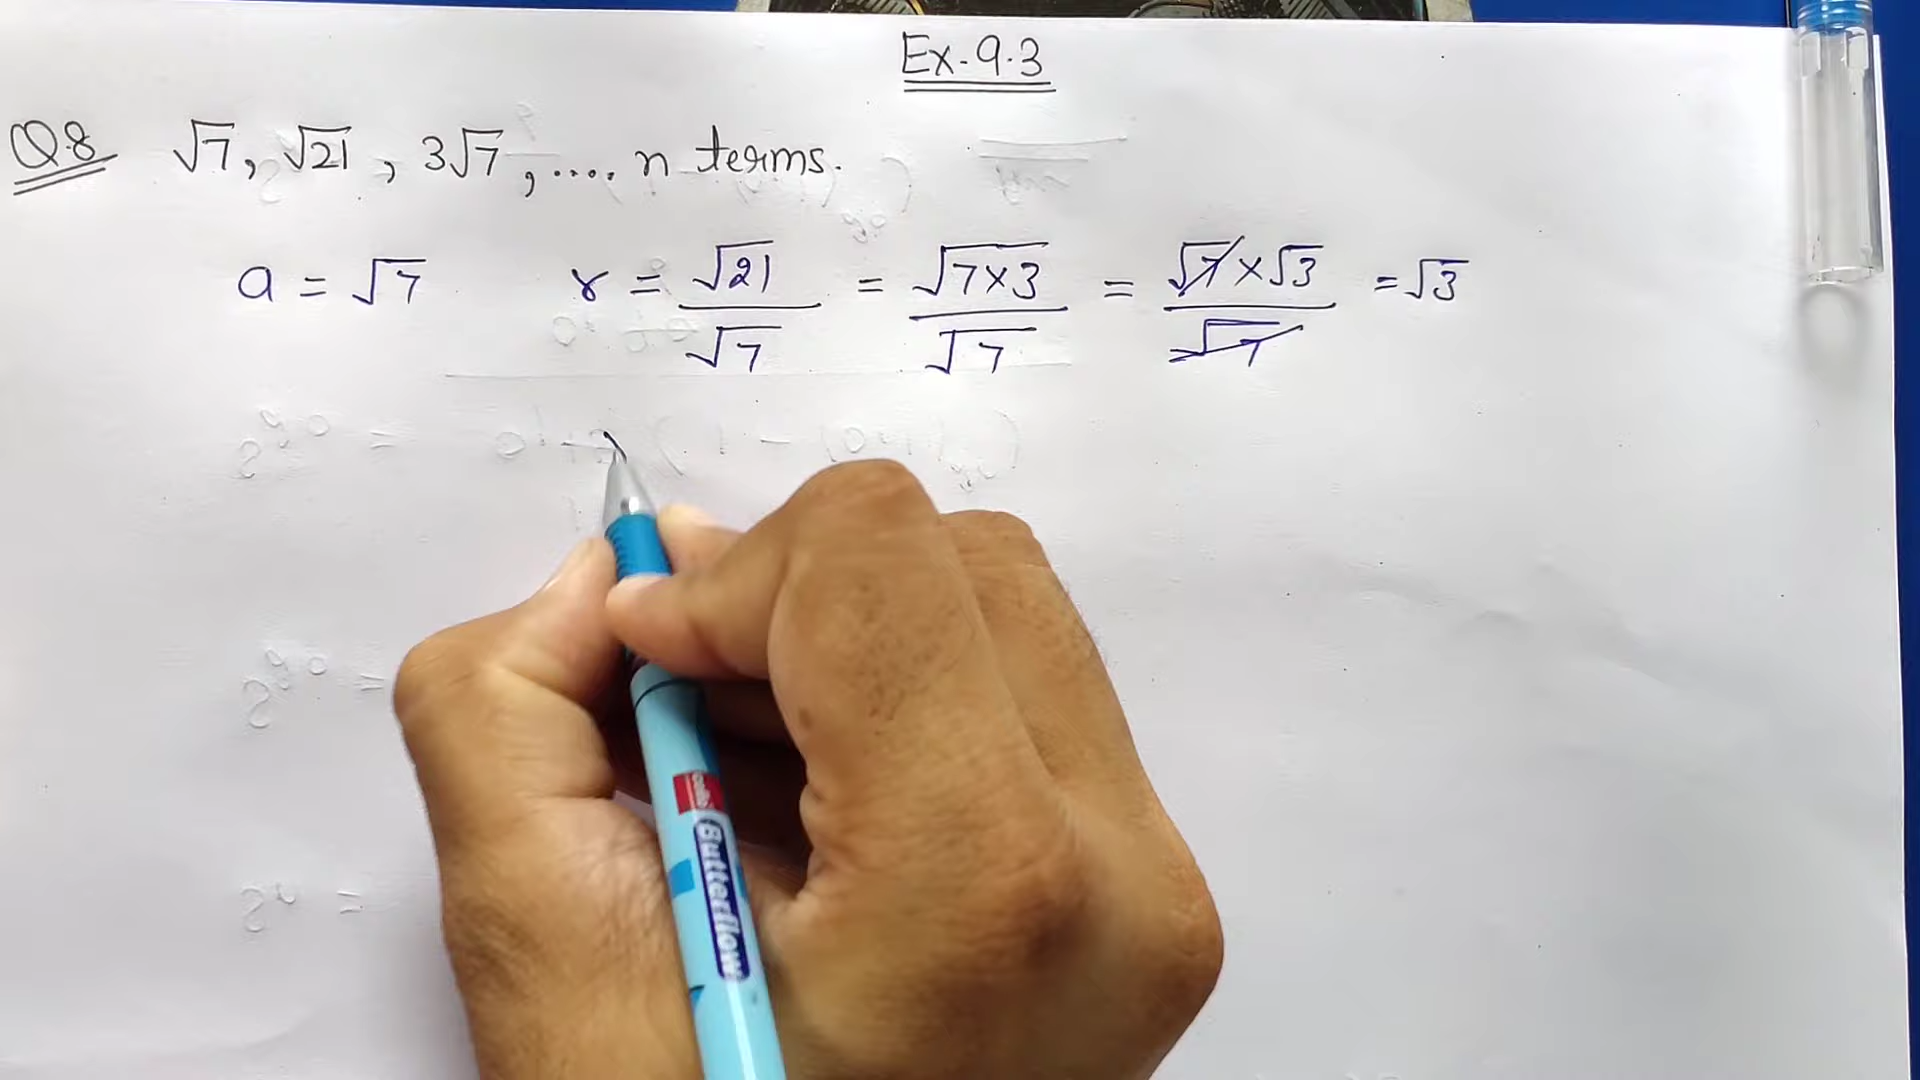 Ex-9.3
Q8 √7, √21, 3√7, .... n terms.
a = √7 r = √21/√7 = √(7×3)/√7 = √7×√3/√7 = √3
Cello
Butterflow